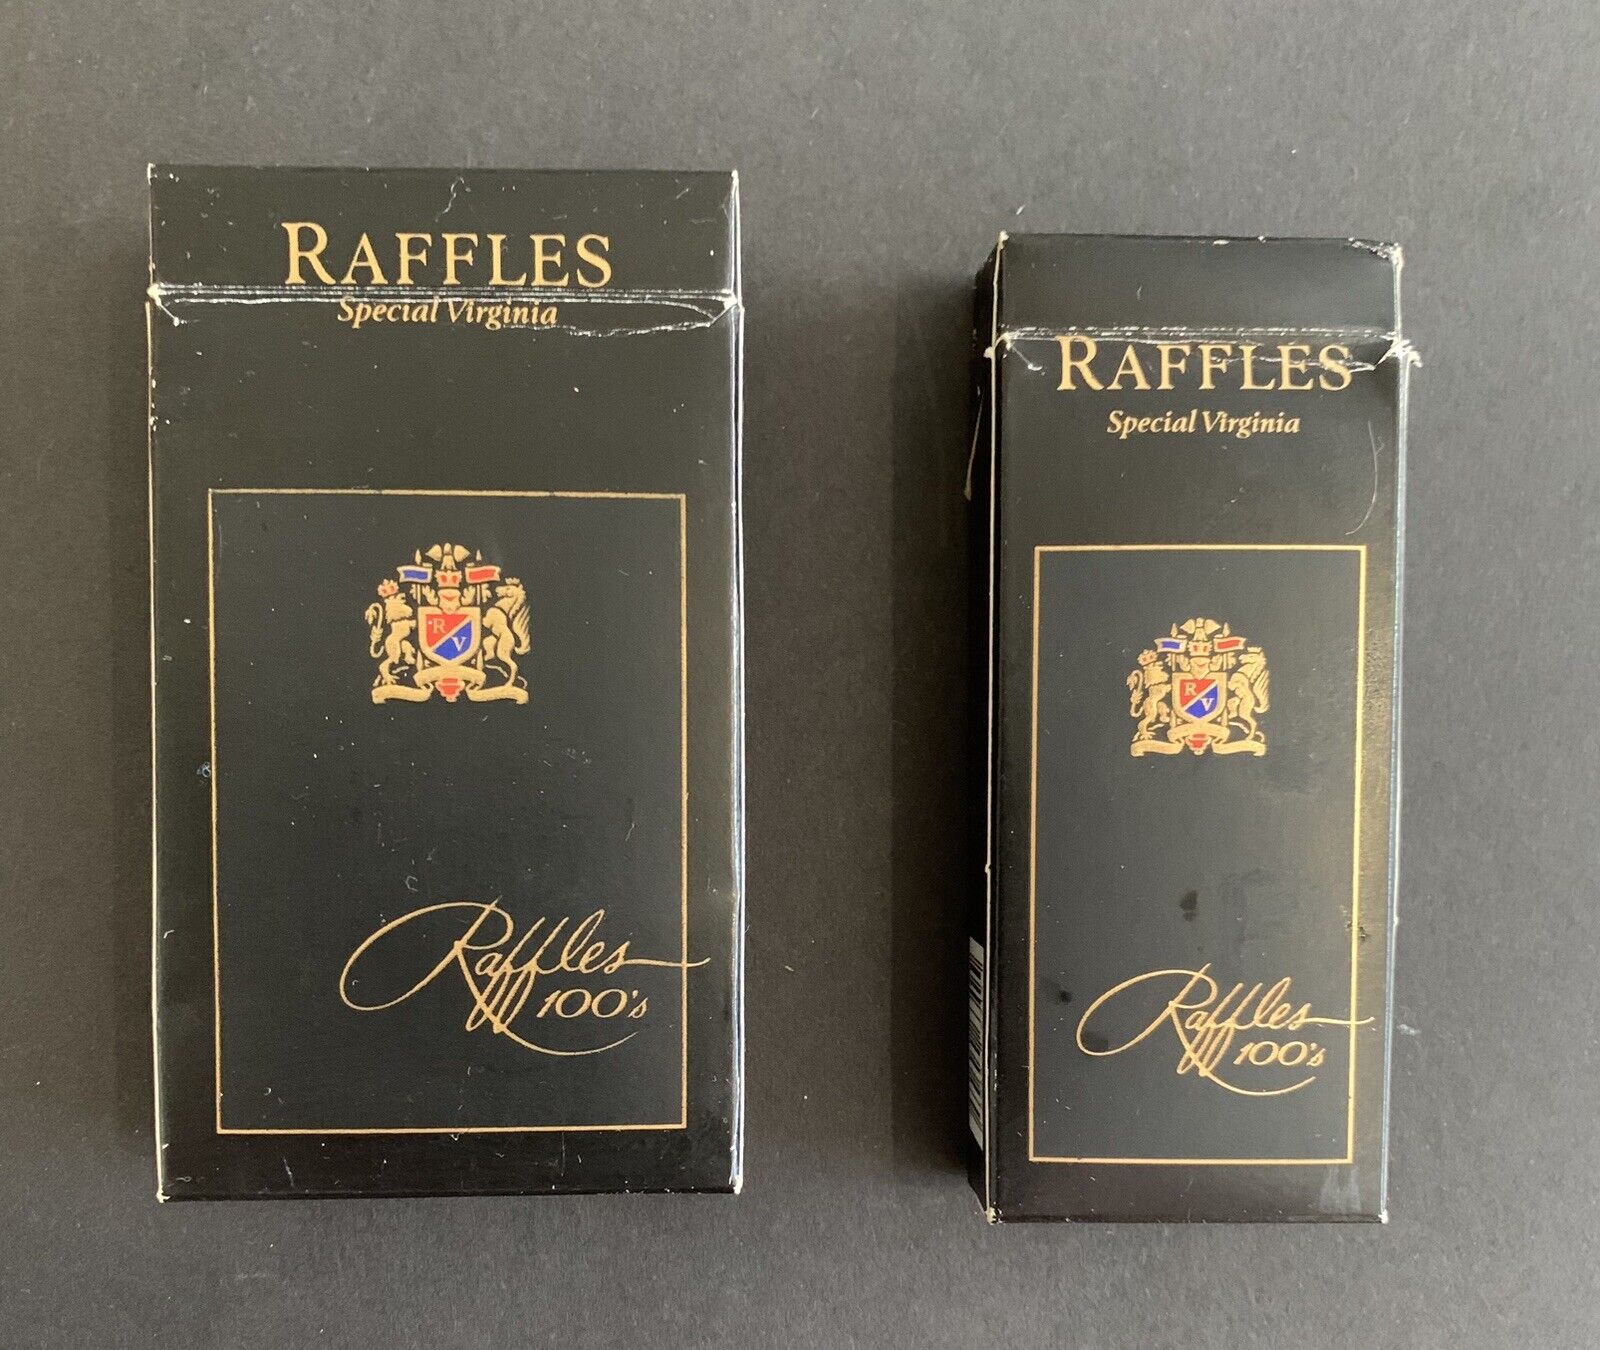 RAFFLES
Special Virginia
R
V
Raffles
100's
RAFFLES
Special Virginia
R
V
Raffles
100's